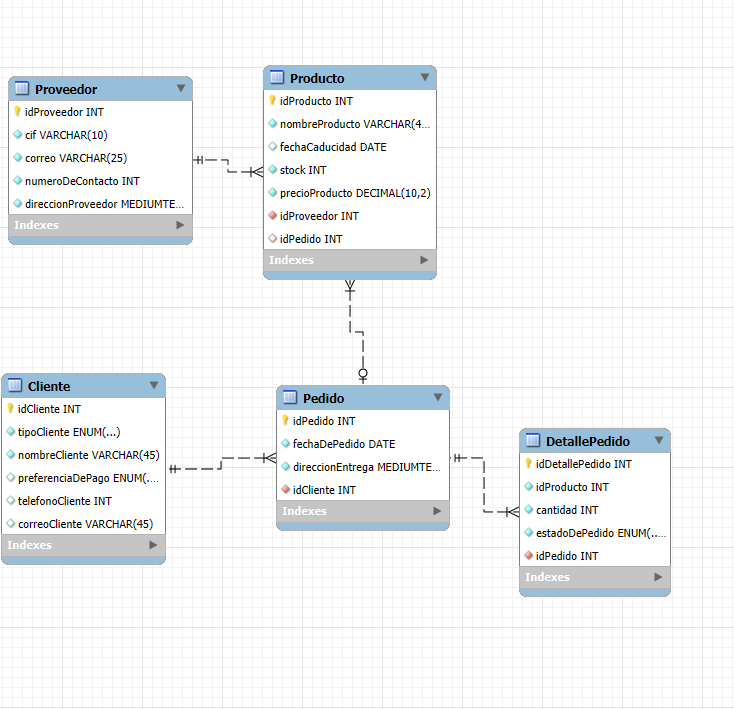 Proveedor
idProveedor INT
cif VARCHAR(10)
correo VARCHAR(25)
numeroDeContacto INT
direccionProveedor MEDIUMTE...
Indexes
Producto
idProducto INT
nombreProducto VARCHAR(4...
fechaCaducidad DATE
stock INT
precioProducto DECIMAL(10,2)
idProveedor INT
idPedido INT
Indexes
Cliente
idCliente INT
tipoCliente ENUM(...)
nombreCliente VARCHAR(45)
preferenciaDePago ENUM(....
telefonoCliente INT
correoCliente VARCHAR(45)
Indexes
Pedido
idPedido INT
fechaDePedido DATE
direccionEntrega MEDIUMTE...
idCliente INT
Indexes
DetallePedido
idDetallePedido INT
idProducto INT
cantidad INT
estadoDePedido ENUM(.....
idPedido INT
Indexes